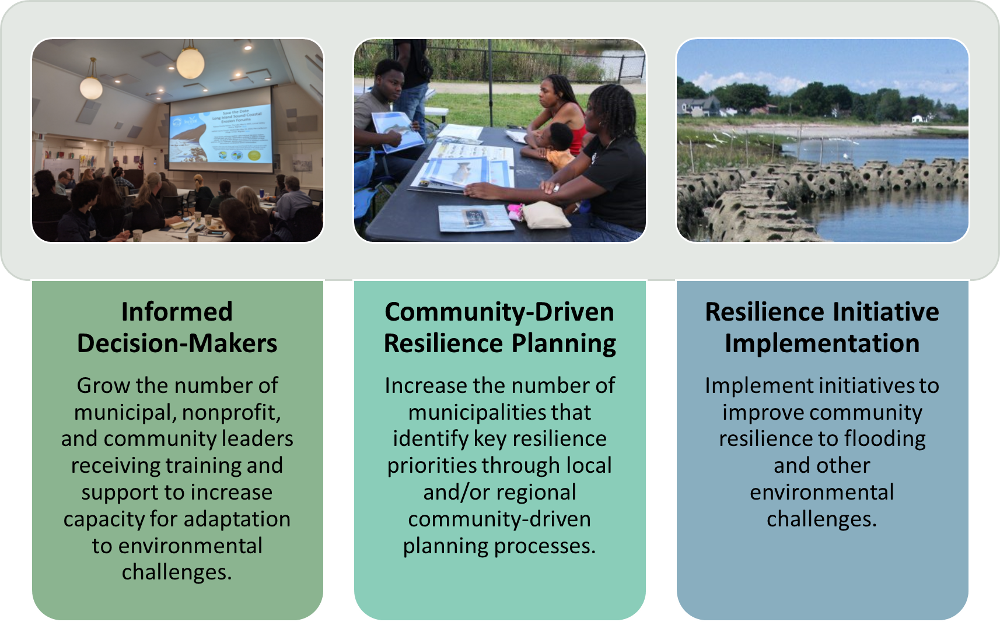 Save the Date
Long Island Sound Coastal
Erosion Forums
Informed
Decision-Makers
Grow the number of
municipal, nonprofit,
and community leaders
receiving training and
support to increase
capacity for adaptation
to environmental
challenges.
Community-Driven
Resilience Planning
Increase the number of
municipalities that
identify key resilience
priorities through local
and/or regional
community-driven
planning processes.
Resilience Initiative
Implementation
Implement initiatives to
improve community
resilience to flooding
and other
environmental
challenges.